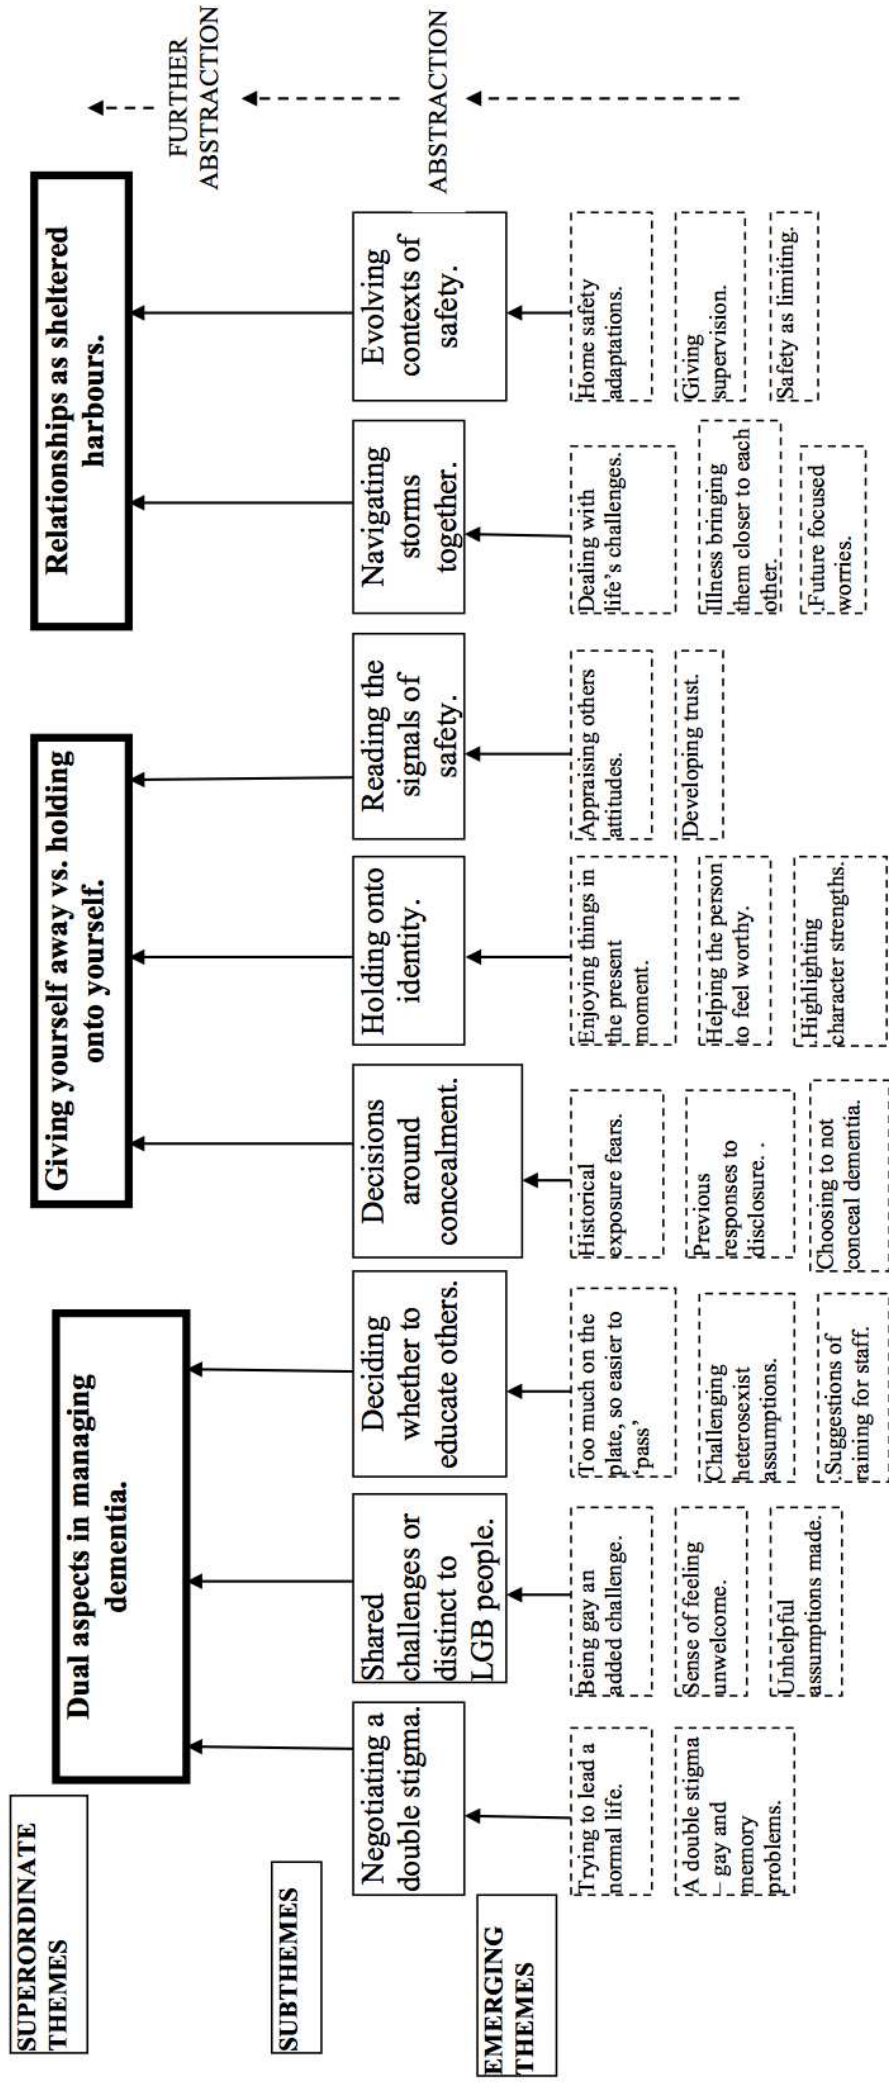 SUPERORDINATE
THEMES
Dual aspects in managing
dementia.
Giving yourself away vs. holding
onto yourself.
Relationships as sheltered
harbours.
FURTHER
ABSTRACTION
SUBTHEMES
Negotiating a
double stigma.
Shared
challenges or
distinct to
LGB people.
Deciding
whether to
educate others.
Decisions
around
concealment.
Holding onto
identity.
Reading the
signals of
safety.
Navigating
storms
together.
Evolving
contexts of
safety.
ABSTRACTION
EMERGING
THEMES
Trying to lead a
normal life.
A double stigma
– gay and
memory
problems.
Being gay an
added challenge.
Sense of feeling
unwelcome.
Unhelpful
assumptions made.
Too much on the
plate, so easier to
‘pass’
Challenging
heterosexist
assumptions.
.Suggestions of
raining for staff.
Historical
exposure fears.
Previous
responses to
disclosure. .
Choosing to not
conceal dementia.
Enjoying things in
the present
moment.
Helping the person
to feel worthy.
.Highlighting
character strengths.
Appraising others
attitudes.
Developing trust.
Dealing with
life’s challenges.
Illness bringing
them closer to each
other.
.Future focused
worries.
Home safety
adaptations.
Giving
supervision.
Safety as limiting.